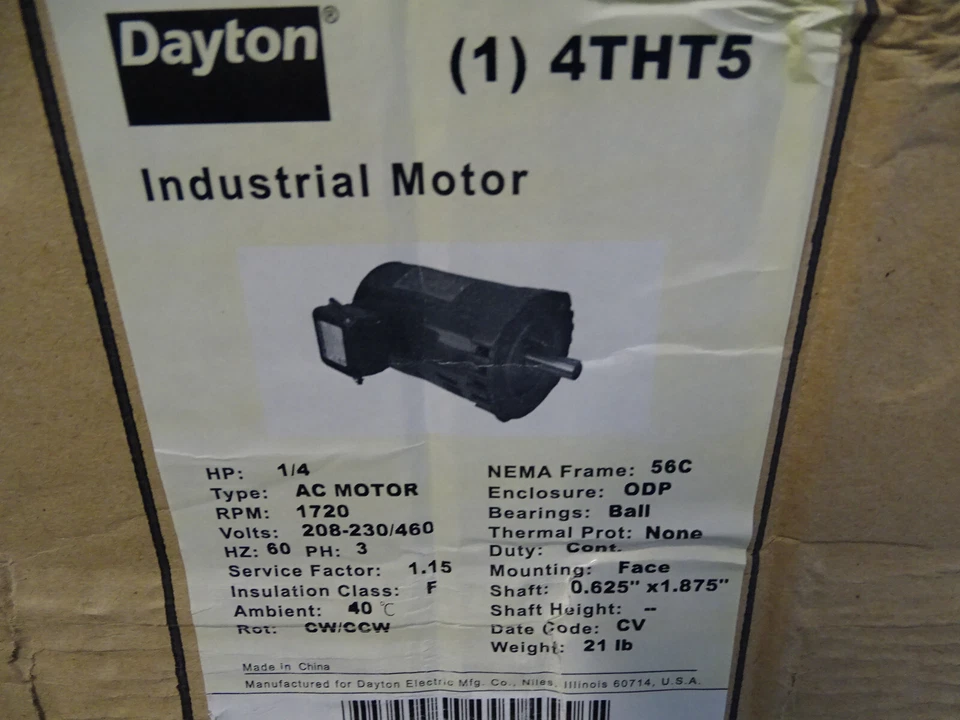 Dayton® (1) 4THT5
Industrial Motor
HP: 1/4
Type: AC MOTOR
RPM: 1720
Volts: 208-230/460
HZ: 60 PH: 3
Service Factor: 1.15
Insulation Class: F
Ambient: 40 °C
Rot: CW/CCW
NEMA Frame: 56C
Enclosure: ODP
Bearings: Ball
Thermal Prot: None
Duty: Cont.
Mounting: Face
Shaft: 0.625" x1.875"
Shaft Height: --
Date Code: CV
Weight: 21 lb
Made in China
Manufactured for Dayton Electric Mfg. Co., Niles, Illinois 60714, U.S.A.